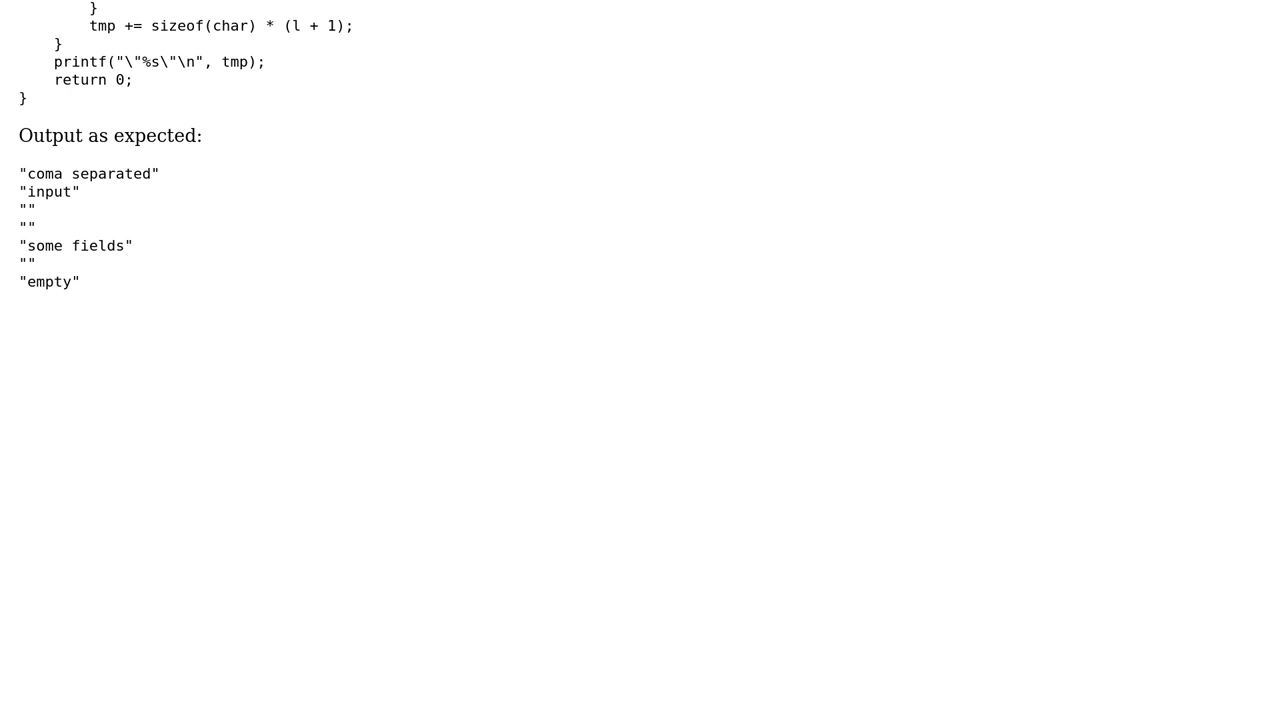 }
        tmp += sizeof(char) * (l + 1);
    }
    printf("\"%s\"\n", tmp);
    return 0;
}
Output as expected:
"coma separated"
"input"
""
""
"some fields"
""
"empty"